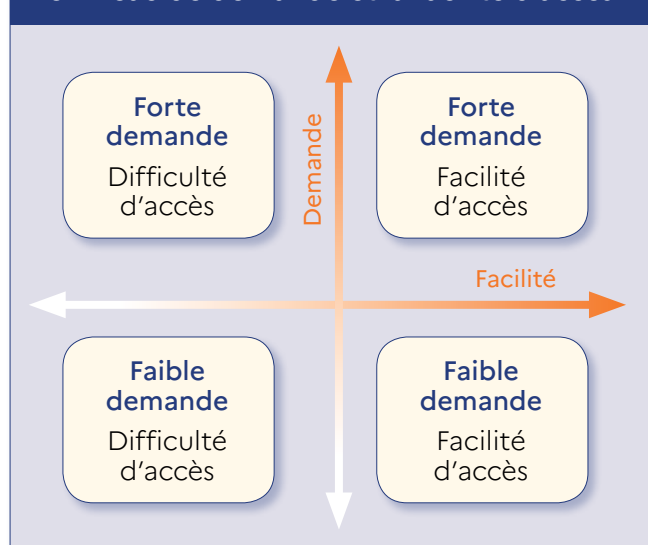 Forte
demande
Difficulté
d'accès
Demande
Forte
demande
Facilité
d'accès
Facilité
Faible
demande
Difficulté
d'accès
Faible
demande
Facilité
d'accès